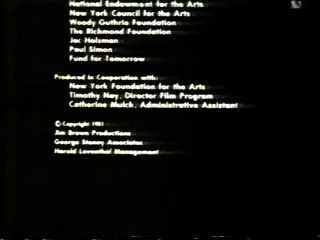 National Endowment for the Arts
New York Council for the Arts
Woody Guthrie Foundation
The Richmond Foundation
Jac Holzman
Paul Simon
Fund for Tomorrow
Produced in Cooperation with:
New York Foundation for the Arts
Timothy Ney, Director Film Program
Catherine Mulch, Administrative Assistant
© Copyright 1981
Jim Brown Productions
George Stoney Associates
Harold Leventhal Management